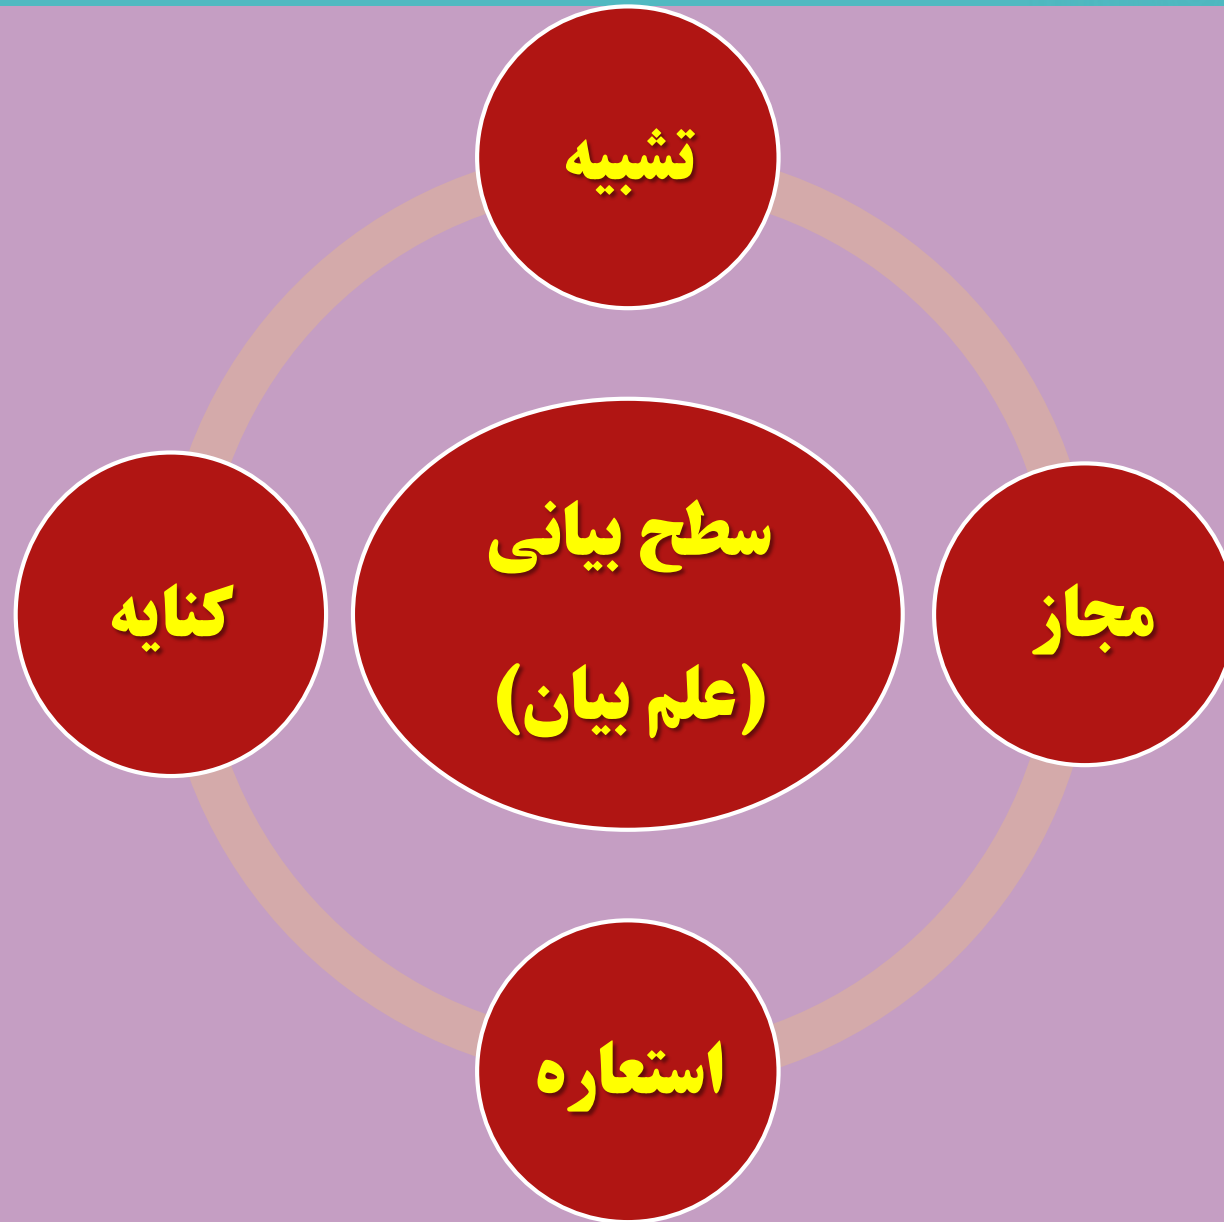 تشبیه
مجاز
سطح بیانی
(علم بیان)
کنایه
استعاره